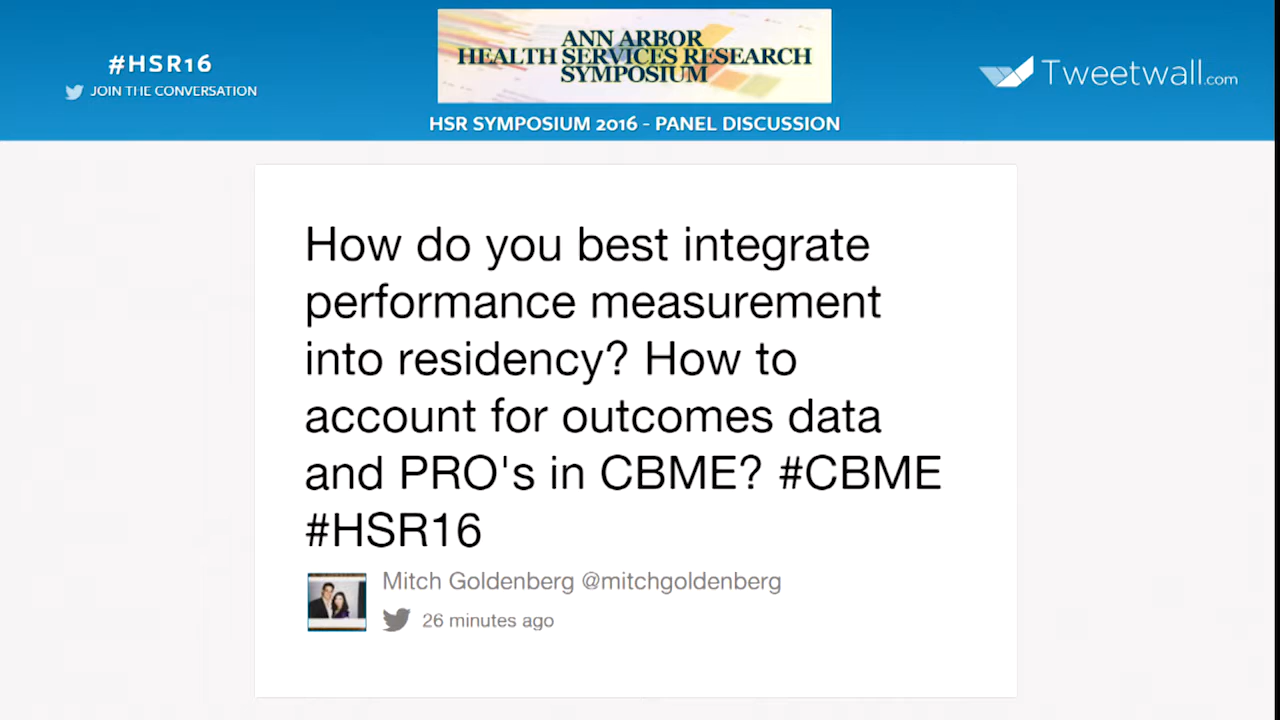 #HSR16
JOIN THE CONVERSATION
ANN ARBOR
HEALTH SERVICES RESEARCH
SYMPOSIUM
HSR SYMPOSIUM 2016 - PANEL DISCUSSION
Tweetwall.com
How do you best integrate
performance measurement
into residency? How to
account for outcomes data
and PRO's in CBME? #CBME
#HSR16
Mitch Goldenberg @mitchgoldenberg
26 minutes ago